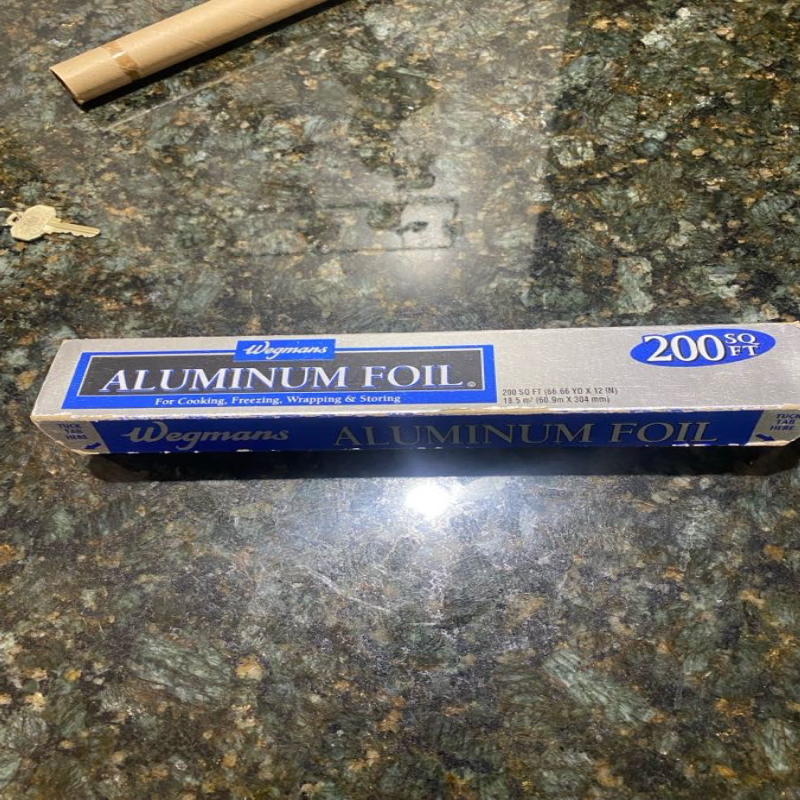 Wegmans
ALUMINUM FOIL®
For Cooking, Freezing, Wrapping & Storing
200 SQ FT
200 SQ FT (66.66 YD X 12 IN)
18.5 m² (60.9m X 304 mm)
TUCK TAB HERE
Wegmans ALUMINUM FOIL
TUCK TAB HERE